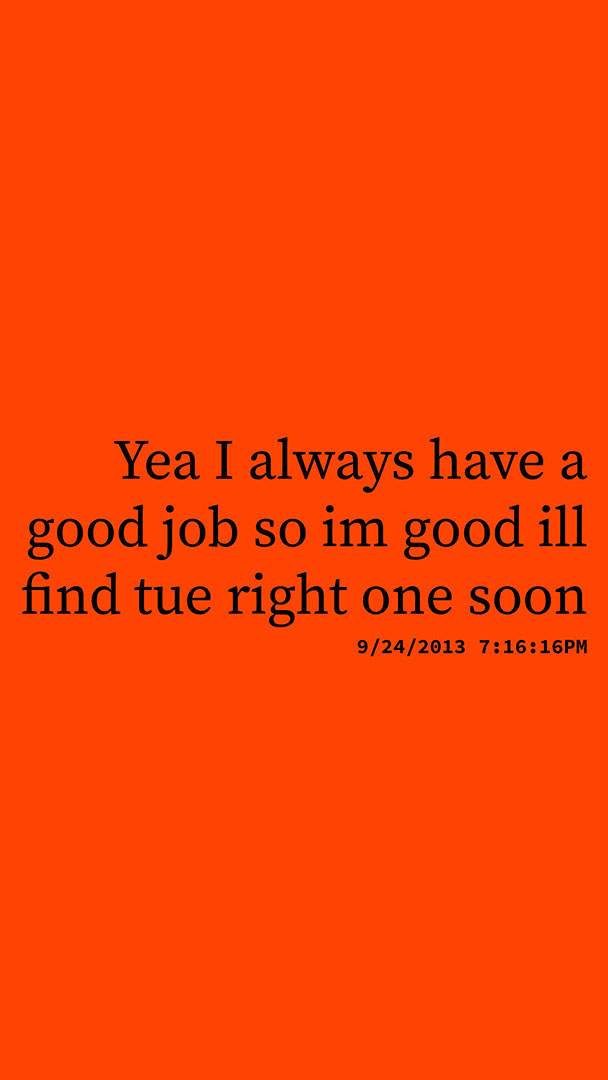 Yea I always have a
good job so im good ill
find tue right one soon
9/24/2013 7:16:16PM